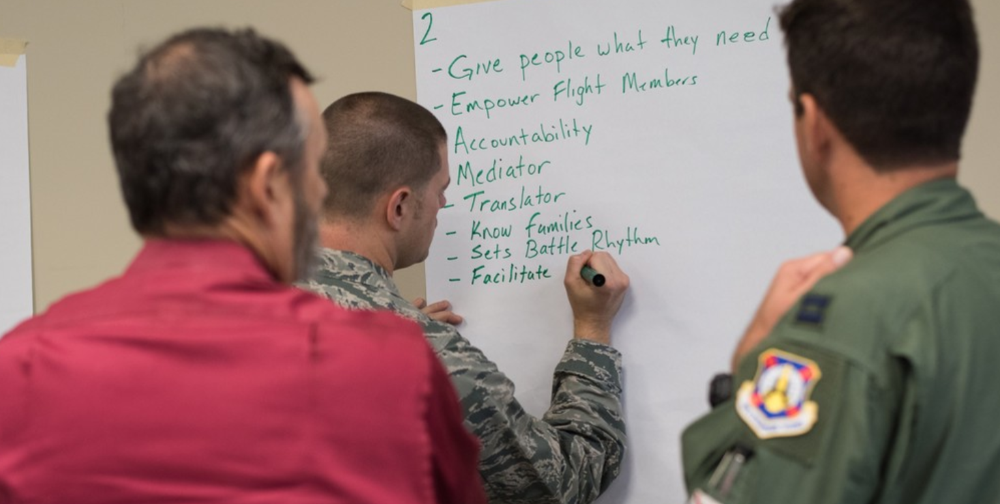 2
- Give people what they need
- Empower Flight Members
Accountability
Mediator
- Translator
- Know families
- Sets Battle Rhythm
- Facilitate